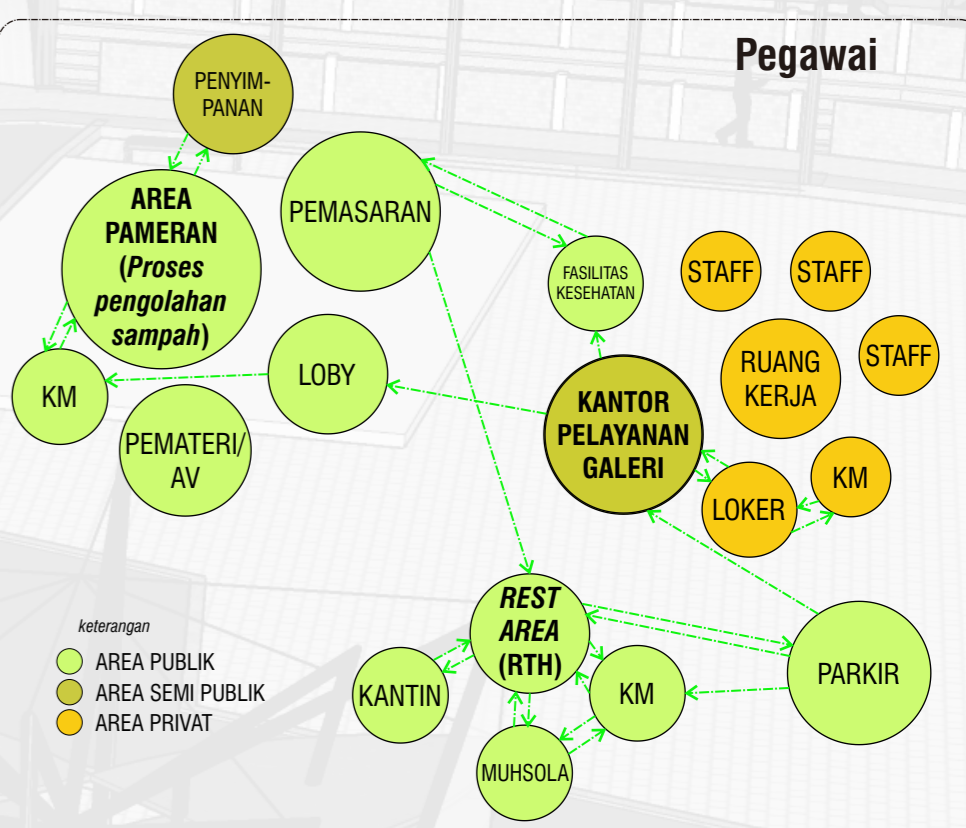 Pegawai
PENYIM-
PANAN
AREA
PAMERAN
(Proses
pengolahan
sampah)
PEMASARAN
FASILITAS
KESEHATAN
STAFF
STAFF
STAFF
RUANG
KERJA
KM
LOBY
PEMATERI/
AV
KANTOR
PELAYANAN
GALERI
LOKER
KM
REST
AREA
(RTH)
KANTIN
KM
MUHSOLA
PARKIR
keterangan
AREA PUBLIK
AREA SEMI PUBLIK
AREA PRIVAT